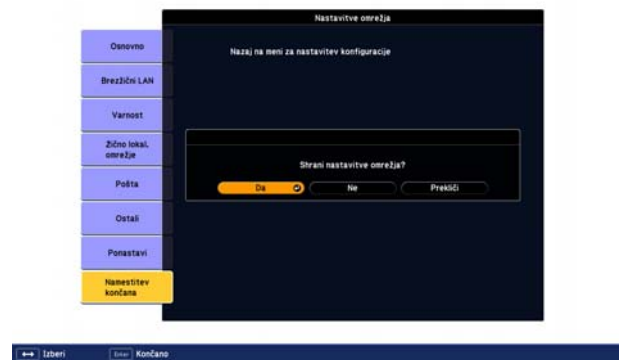 Nastavitve omrežja
Osnovno
Nazaj na meni za nastavitev konfiguracije
Brezžični LAN
Varnost
Žično lokal.
omrežje
Shrani nastavitve omrežja?
Pošta
Da
Ne
Prekliči
Ostali
Ponastavi
Namestitev
končana
Izberi
Enter Končano